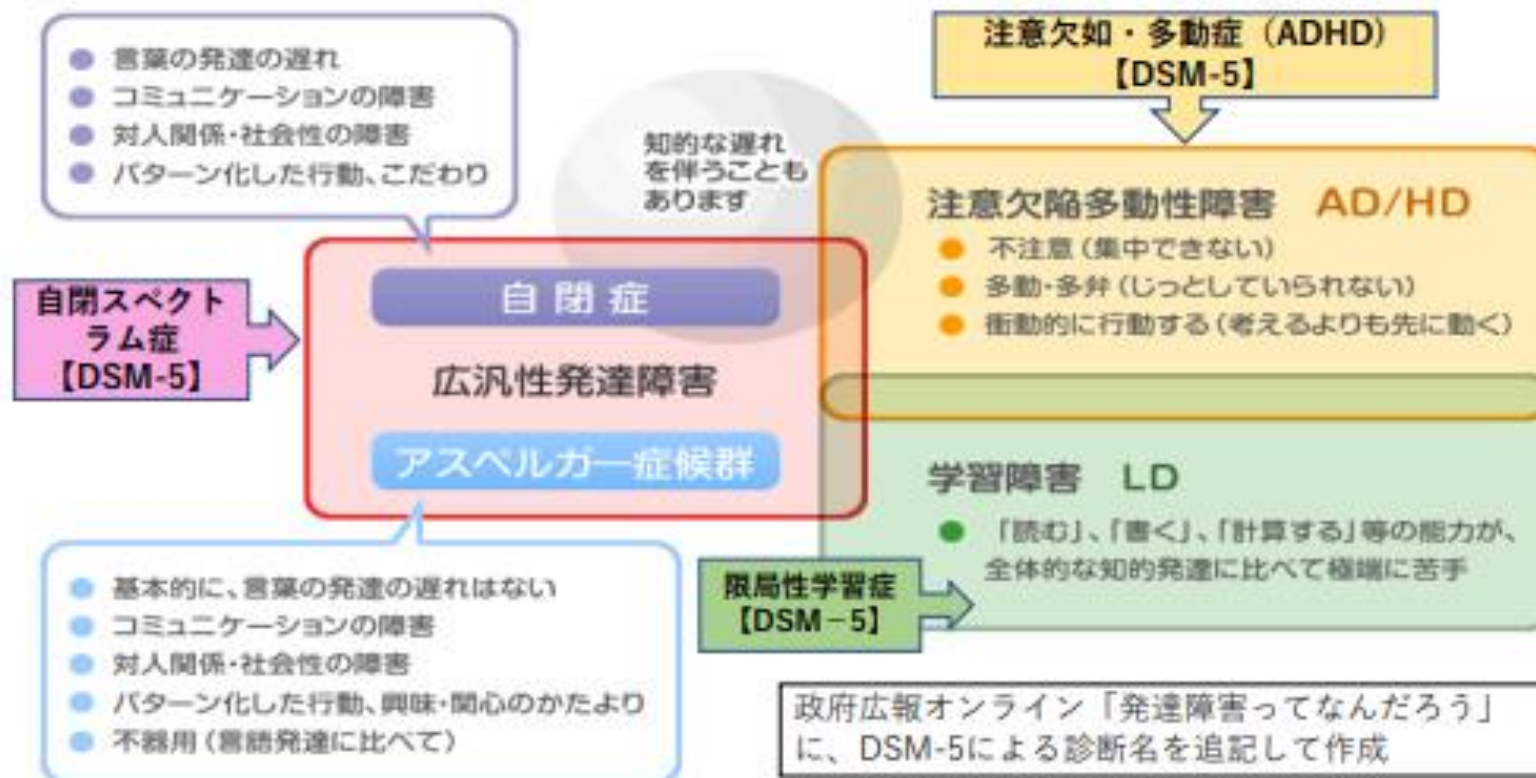 言葉の発達の遅れ
コミュニケーションの障害
対人関係・社会性の障害
パターン化した行動、こだわり
知的な遅れ
を伴うことも
あります
注意欠如・多動症（ADHD）
【DSM-5】
注意欠陥多動性障害 AD/HD
不注意（集中できない）
多動・多弁（じっとしていられない）
衝動的に行動する（考えるよりも先に動く）
自閉スペクト
ラム症
【DSM-5】
自閉症
広汎性発達障害
アスペルガー症候群
学習障害 LD
「読む」、「書く」、「計算する」等の能力が、
全体的な知的発達に比べて極端に苦手
限局性学習症
【DSM－5】
基本的に、言葉の発達の遅れはない
コミュニケーションの障害
対人関係・社会性の障害
パターン化した行動、興味・関心のかたより
不器用（言語発達に比べて）
政府広報オンライン「発達障害ってなんだろう」
に、DSM-5による診断名を追記して作成